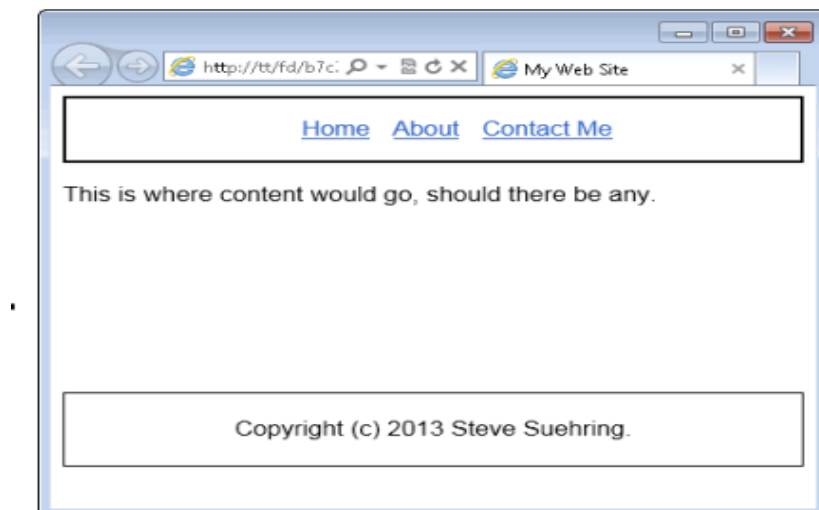 http://tt/fd/b7c: My Web Site
Home About Contact Me
This is where content would go, should there be any.
Copyright (c) 2013 Steve Suehring.